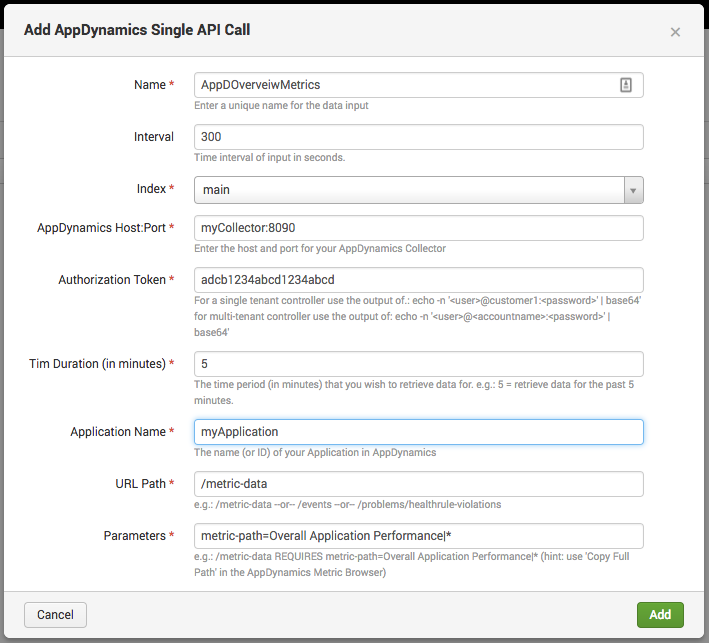 Add AppDynamics Single API Call
×
Name * AppDOverveiwMetrics
Enter a unique name for the data input
Interval 300
Time interval of input in seconds.
Index * main
AppDynamics Host:Port * myCollector:8090
Enter the host and port for your AppDynamics Collector
Authorization Token * adcb1234abcd1234abcd
For a single tenant controller use the output of.: echo -n '<user>@customer1:<password>' | base64'
for multi-tenant controller use the output of: echo -n '<user>@<accountname>:<password>' |
base64'
Tim Duration (in minutes) * 5
The time period (in minutes) that you wish to retrieve data for. e.g.: 5 = retrieve data for the past 5
minutes.
Application Name * myApplication
The name (or ID) of your Application in AppDynamics
URL Path * /metric-data
e.g.: /metric-data --or-- /events --or-- /problems/healthrule-violations
Parameters * metric-path=Overall Application Performance|*
e.g.: /metric-data REQUIRES metric-path=Overall Application Performance|* (hint: use 'Copy Full
Path' in the AppDynamics Metric Browser)
Cancel Add